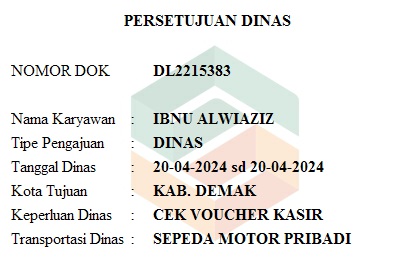 PERSETUJUAN DINAS
NOMOR DOK DL2215383
Nama Karyawan : IBNU ALWIAZIZ
Tipe Pengajuan : DINAS
Tanggal Dinas : 20-04-2024 sd 20-04-2024
Kota Tujuan : KAB. DEMAK
Keperluan Dinas : CEK VOUCHER KASIR
Transportasi Dinas : SEPEDA MOTOR PRIBADI